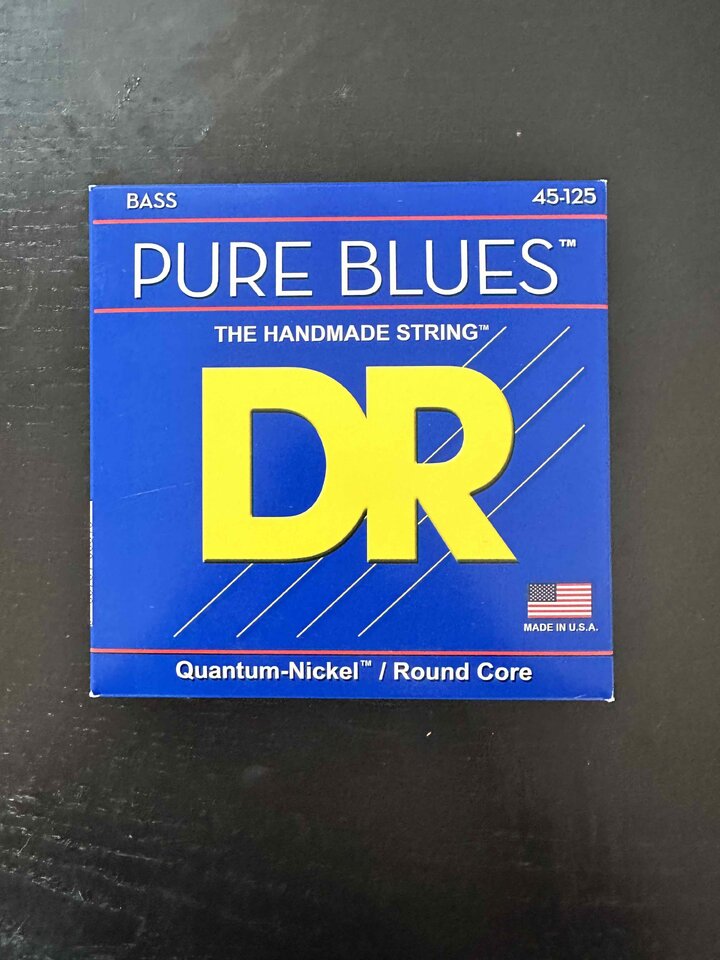 BASS 45-125
PURE BLUES™
THE HANDMADE STRING™
DR
MADE IN U.S.A.
Quantum-Nickel™ / Round Core